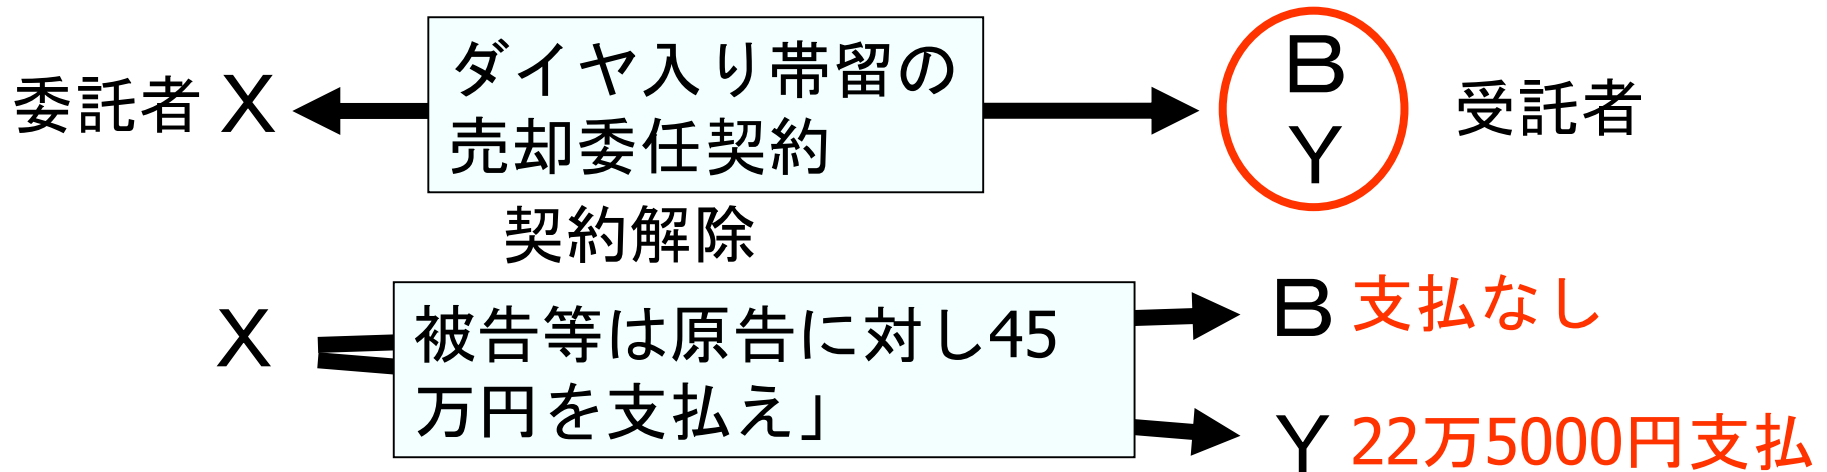 委託者 X
ダイヤ入り帯留の
売却委任契約
B
Y
受託者
契約解除
X
被告等は原告に対し45
万円を支払え」
B 支払なし
Y 22万5000円支払